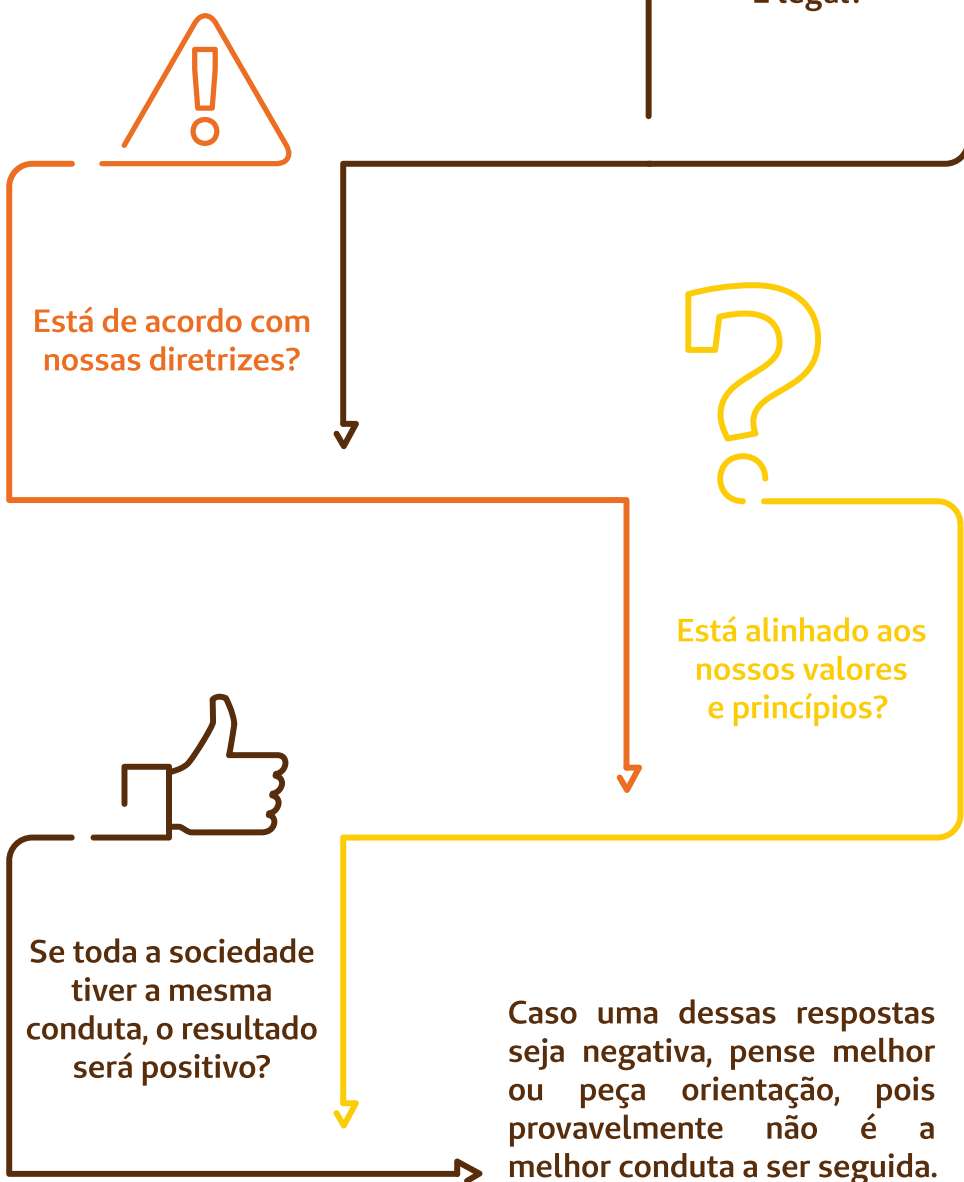 É legal?
Está de acordo com
nossas diretrizes?
Está alinhado aos
nossos valores
e princípios?
Se toda a sociedade
tiver a mesma
conduta, o resultado
será positivo?
Caso uma dessas respostas
seja negativa, pense melhor
ou peça orientação, pois
provavelmente não é a
melhor conduta a ser seguida.